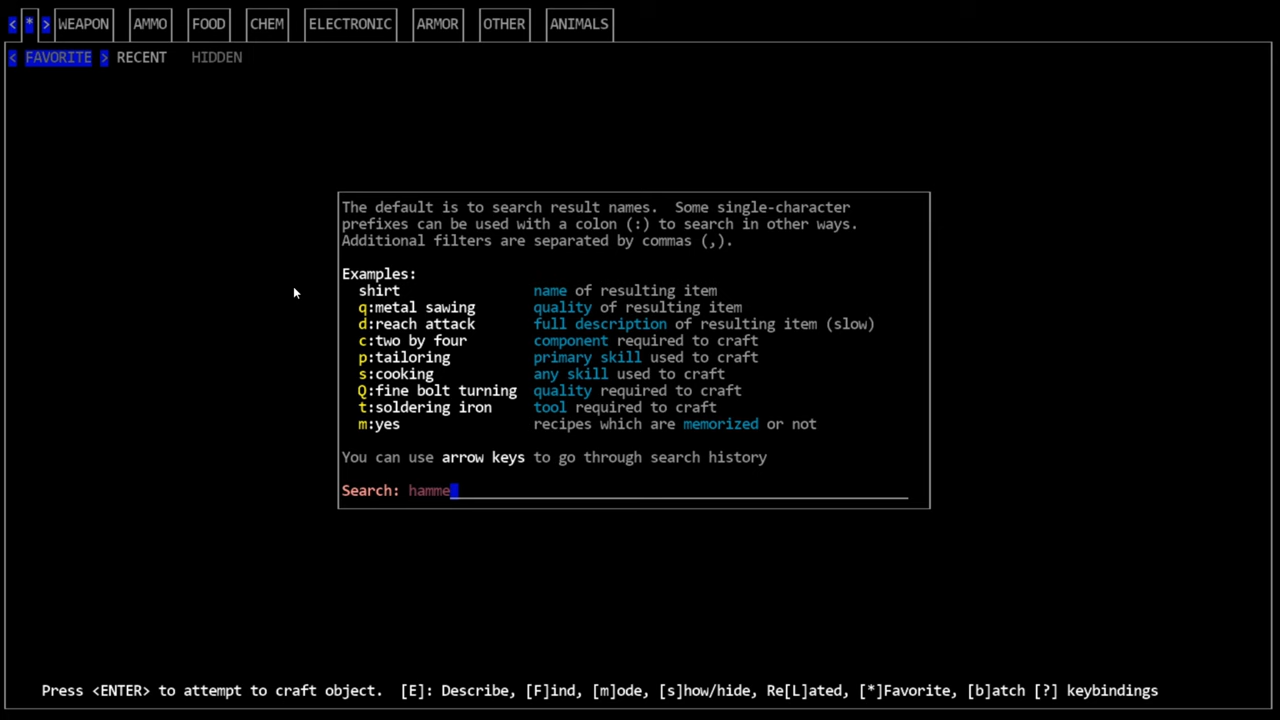 < * > WEAPON AMMO FOOD CHEM ELECTRONIC ARMOR OTHER ANIMALS
< FAVORITE > RECENT HIDDEN
The default is to search result names. Some single-character
prefixes can be used with a colon (:) to search in other ways.
Additional filters are separated by commas (,).
Examples:
shirt name of resulting item
q:metal sawing quality of resulting item
d:reach attack full description of resulting item (slow)
c:two by four component required to craft
p:tailoring primary skill used to craft
s:cooking any skill used to craft
Q:fine bolt turning quality required to craft
t:soldering iron tool required to craft
m:yes recipes which are memorized or not
You can use arrow keys to go through search history
Search: hamme
Press <ENTER> to attempt to craft object. [E]: Describe, [F]ind, [m]ode, [s]how/hide, Re[L]ated, [*]Favorite, [b]atch [?] keybindings